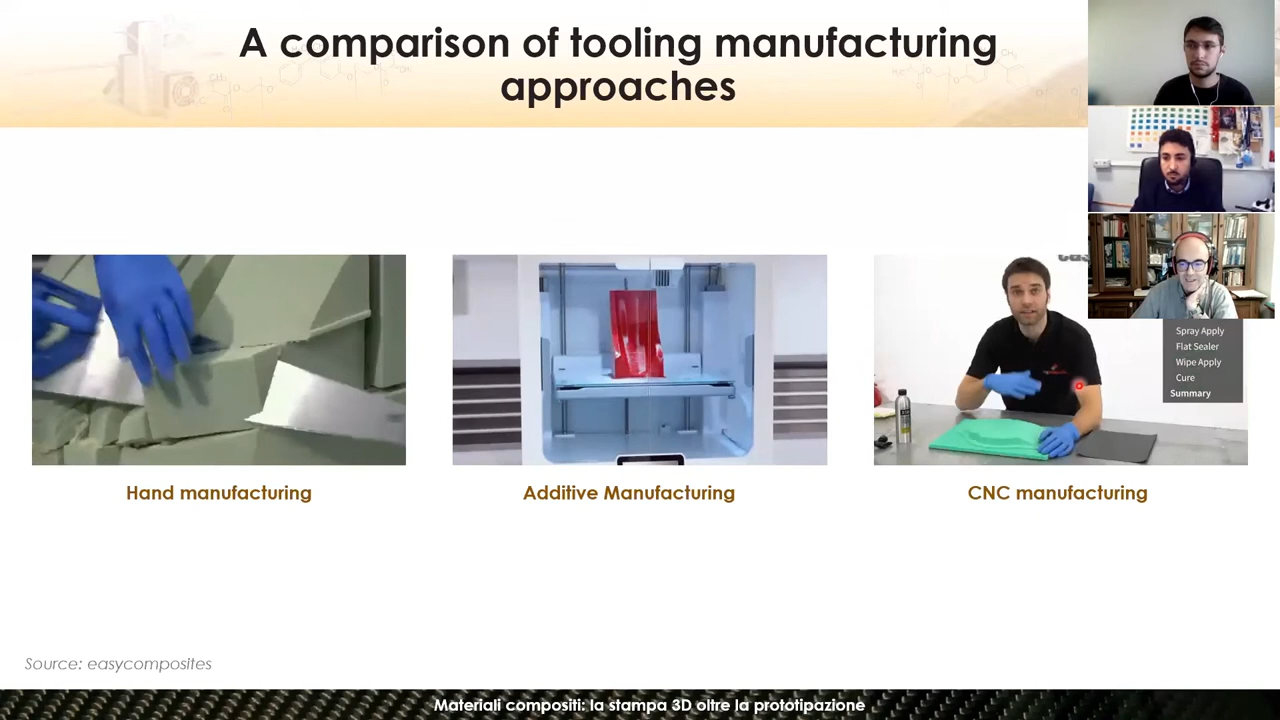 A comparison of tooling manufacturing
approaches
Spray Apply
Flat Sealer
Wipe Apply
Cure
Summary
Hand manufacturing
Additive Manufacturing
CNC manufacturing
Source: easycomposites
Materiali compositi: la stampa 3D oltre la prototipazione